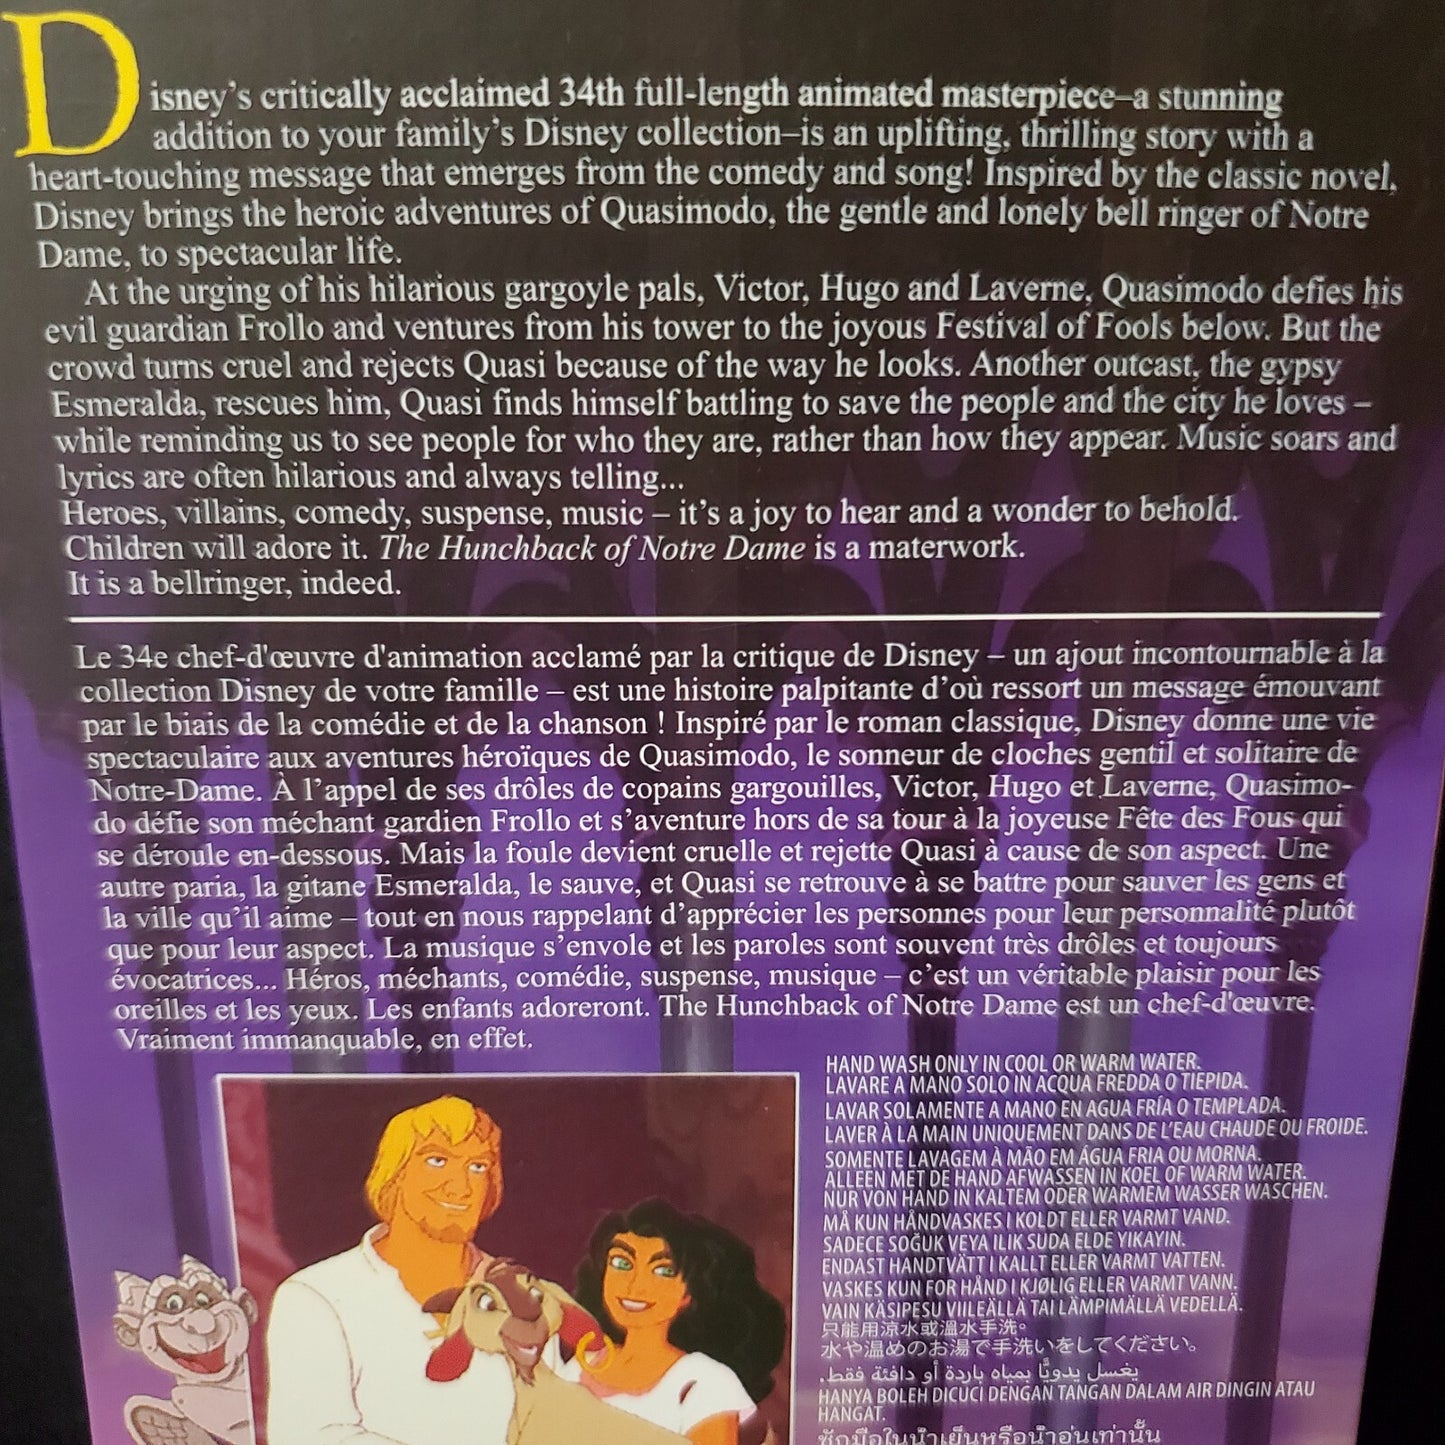 Disney's critically acclaimed 34th full-length animated masterpiece–a stunning
addition to your family's Disney collection–is an uplifting, thrilling story with a
heart-touching message that emerges from the comedy and song! Inspired by the classic novel,
Disney brings the heroic adventures of Quasimodo, the gentle and lonely bell ringer of Notre
Dame, to spectacular life.
At the urging of his hilarious gargoyle pals, Victor, Hugo and Laverne, Quasimodo defies his
evil guardian Frollo and ventures from his tower to the joyous Festival of Fools below. But the
crowd turns cruel and rejects Quasi because of the way he looks. Another outcast, the gypsy
Esmeralda, rescues him, Quasi finds himself battling to save the people and the city he loves –
while reminding us to see people for who they are, rather than how they appear. Music soars and
lyrics are often hilarious and always telling...
Heroes, villains, comedy, suspense, music – it's a joy to hear and a wonder to behold.
Children will adore it. The Hunchback of Notre Dame is a materwork.
It is a bellringer, indeed.
Le 34e chef-d'œuvre d'animation acclamé par la critique de Disney – un ajout incontournable à la
collection Disney de votre famille – est une histoire palpitante d'où ressort un message émouvant
par le biais de la comédie et de la chanson ! Inspiré par le roman classique, Disney donne une vie
spectaculaire aux aventures héroïques de Quasimodo, le sonneur de cloches gentil et solitaire de
Notre-Dame. À l'appel de ses drôles de copains gargouilles, Victor, Hugo et Laverne, Quasimo-
do défie son méchant gardien Frollo et s'aventure hors de sa tour à la joyeuse Fête des Fous qui
se déroule en-dessous. Mais la foule devient cruelle et rejette Quasi à cause de son aspect. Une
autre paria, la gitane Esmeralda, le sauve, et Quasi se retrouve à se battre pour sauver les gens et
la ville qu'il aime – tout en nous rappelant d'apprécier les personnes pour leur personnalité plutôt
que pour leur aspect. La musique s'envole et les paroles sont souvent très drôles et toujours
évocatrices... Héros, méchants, comédie, suspense, musique – c'est un véritable plaisir pour les
oreilles et les yeux. Les enfants adoreront. The Hunchback of Notre Dame est un chef-d'œuvre.
Vraiment immanquable, en effet.
HAND WASH ONLY IN COOL OR WARM WATER.
LAVARE A MANO SOLO IN ACQUA FREDDA O TIEPIDA.
LAVAR SOLAMENTE A MANO EN AGUA FRÍA O TEMPLADA.
LAVER À LA MAIN UNIQUEMENT DANS DE L'EAU CHAUDE OU FROIDE.
SOMENTE LAVAGEM À MÃO EM ÁGUA FRIA OU MORNA.
ALLEEN MET DE HAND AFWASSEN IN KOEL OF WARM WATER.
NUR VON HAND IN KALTEM ODER WARMEM WASSER WASCHEN.
MÅ KUN HÅNDVASKES I KOLDT ELLER VARMT VAND.
SADECE SOĞUK VEYA ILIK SUDA ELDE YIKAYIN.
ENDAST HANDTVÄTT I KALLT ELLER VARMT VATTEN.
VASKES KUN FOR HÅND I KJØLIG ELLER VARMT VANN.
VAIN KÄSIPESU VIILEÄLLÄ TAI LÄMPIMÄLLÄ VEDELLÄ.
只能用涼水或溫水手洗。
水や温めのお湯で手洗いをしてください。
يغسل يدويًّا بمياه باردة أو دافئة فقط.
HANYA BOLEH DICUCI DENGAN TANGAN DALAM AIR DINGIN ATAU
HANGAT.
ซักมือในน้ำเย็นหรือน้ำอุ่นเท่านั้น